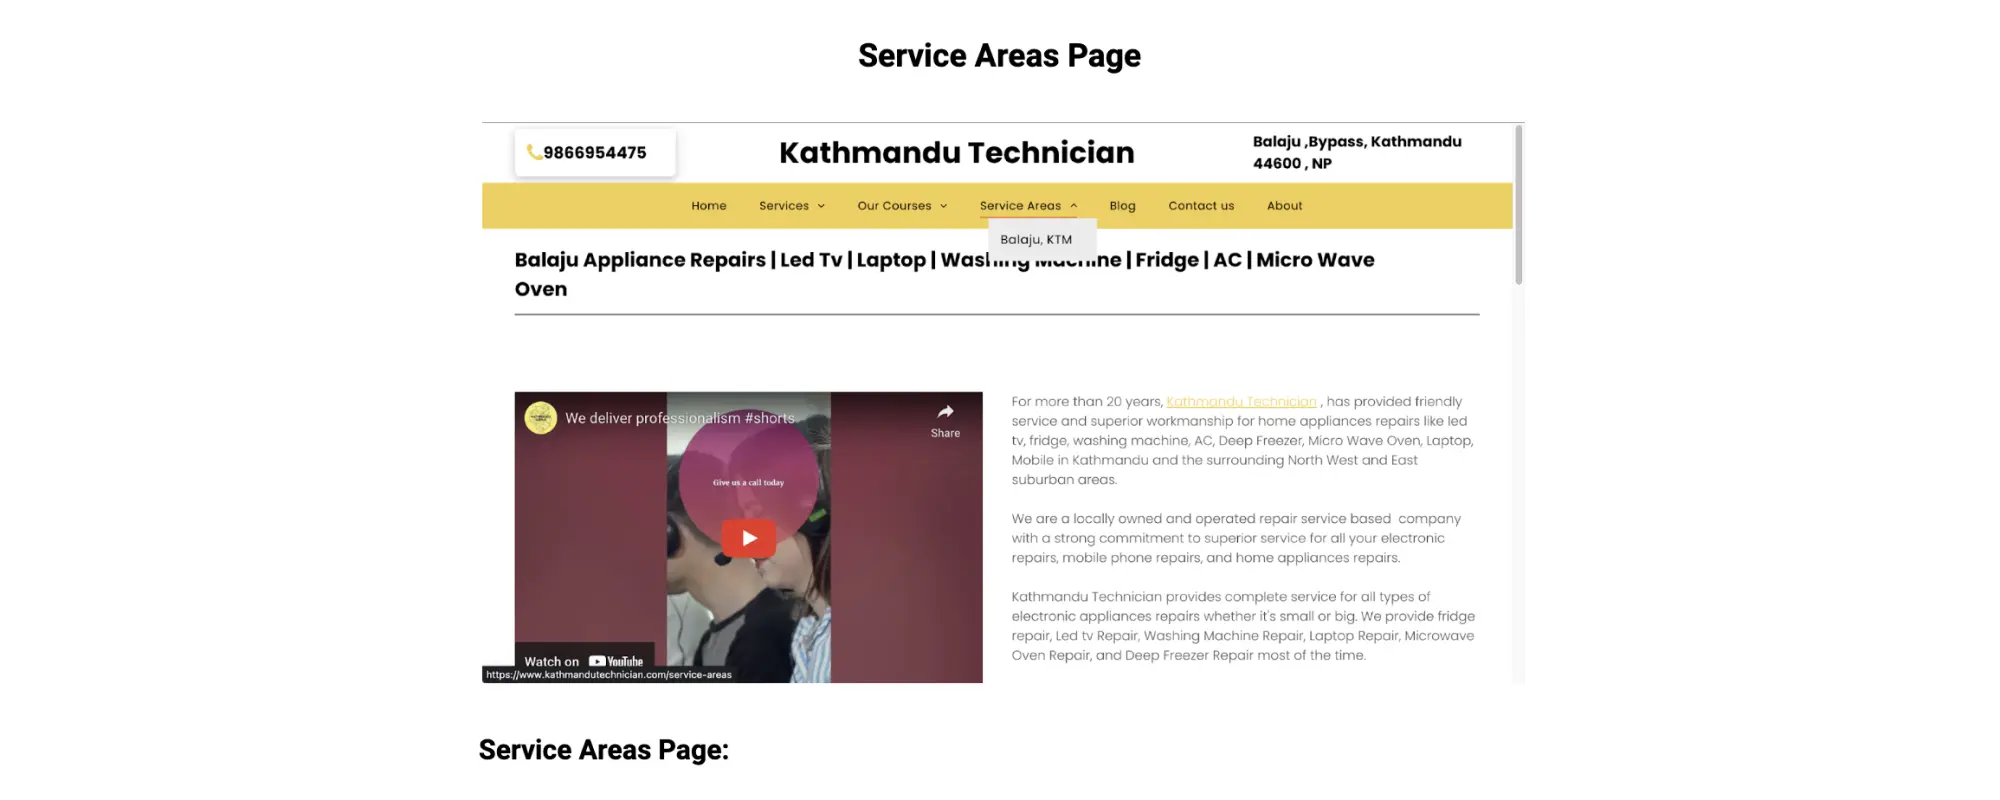 Service Areas Page
9866954475
Kathmandu Technician
Balaju ,Bypass, Kathmandu
44600 , NP
Home Services Our Courses Service Areas Blog Contact us About
Balaju, KTM
Balaju Appliance Repairs | Led Tv | Laptop | Washing Machine | Fridge | AC | Micro Wave
Oven
We dever professionalism #shorts
Share
Give us a call today
Watch on YouTube
https://www.kathmandutechnician.com/service-areas
For more than 20 years, Kathmandu Technician , has provided friendly
service and superior workmanship for home appliances repairs like led
tv, fridge, washing machine, AC, Deep Freezer, Micro Wave Oven, Laptop,
Mobile in Kathmandu and the surrounding North West and East
suburban areas.
We are a locally owned and operated repair service based company
with a strong commitment to superior service for all your electronic
repairs, mobile phone repairs, and home appliances repairs.
Kathmandu Technician provides complete service for all types of
electronic appliances repairs whether it's small or big. We provide fridge
repair, Led tv Repair, Washing Machine Repair, Laptop Repair, Microwave
Oven Repair, and Deep Freezer Repair most of the time.
Service Areas Page: